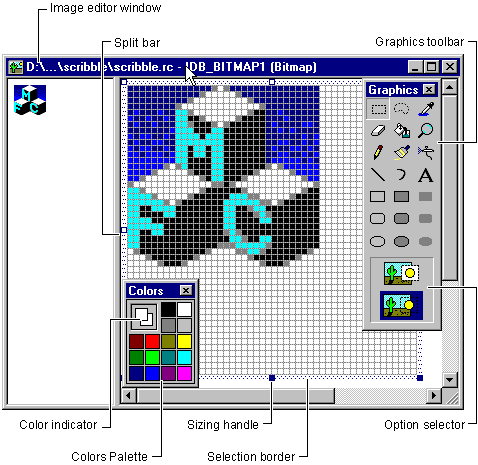 Image editor window
Split bar
Graphics toolbar
D:\...\scribble\scribble.rc - IDB_BITMAP1 (Bitmap)
Graphics
M
F C
A
M
F C
Colors
Color indicator
Sizing handle
Option selector
Colors Palette
Selection border